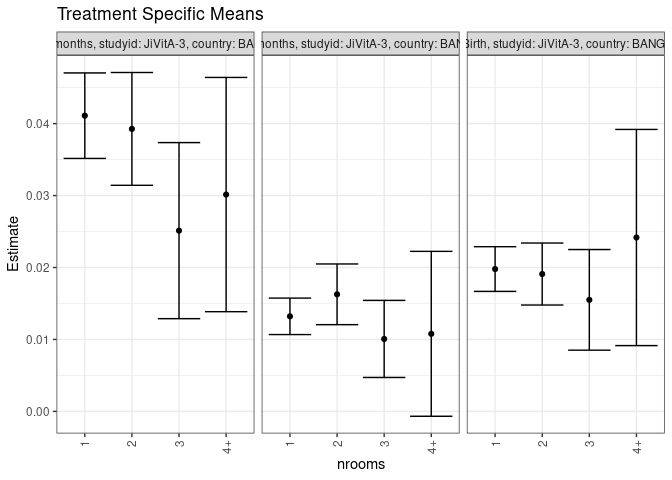 Treatment Specific Means
months, studyid: JiVitA-3, country: BA
months, studyid: JiVitA-3, country: BAN
Birth, studyid: JiVitA-3, country: BANG
Estimate
0.04
0.03
0.02
0.01
0.00
1 2 3 4+
1 2 3 4+
1 2 3 4+
nrooms